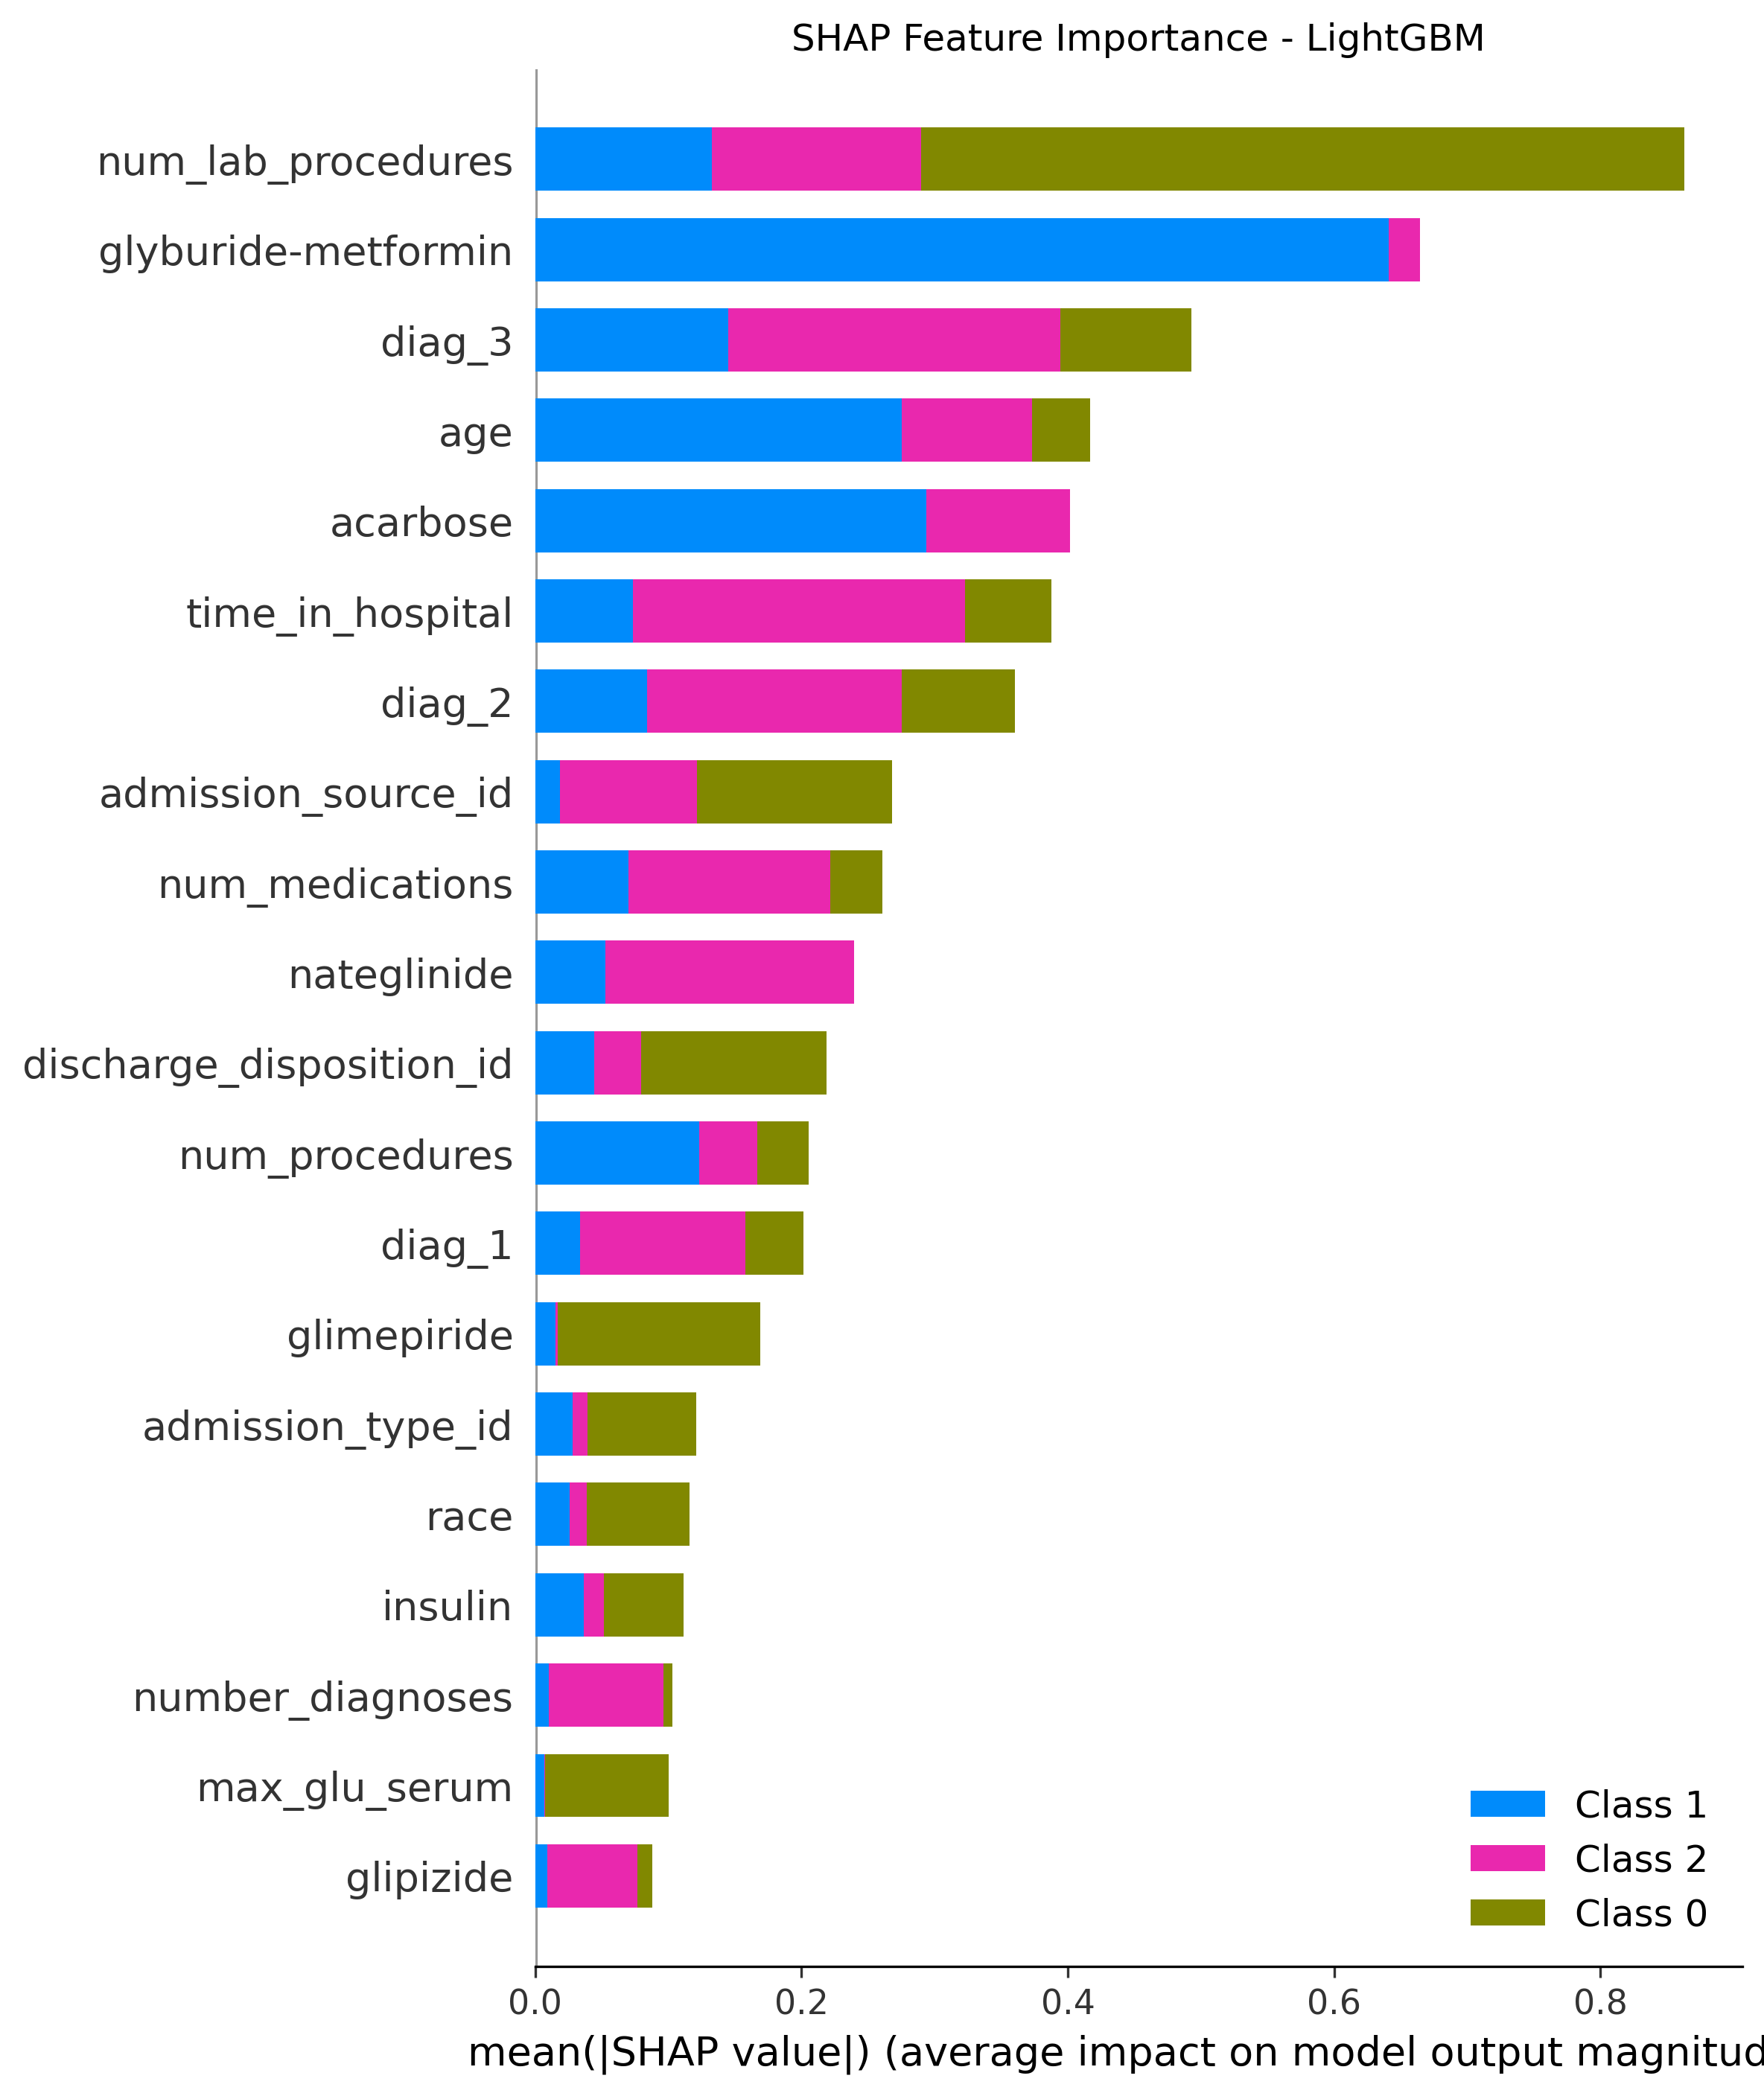 SHAP Feature Importance - LightGBM
num_lab_procedures
glyburide-metformin
diag_3
age
acarbose
time_in_hospital
diag_2
admission_source_id
num_medications
nateglinide
discharge_disposition_id
num_procedures
diag_1
glimepiride
admission_type_id
race
insulin
number_diagnoses
max_glu_serum
glipizide
Class 1
Class 2
Class 0
0.0 0.2 0.4 0.6 0.8
mean(|SHAP value|) (average impact on model output magnitud